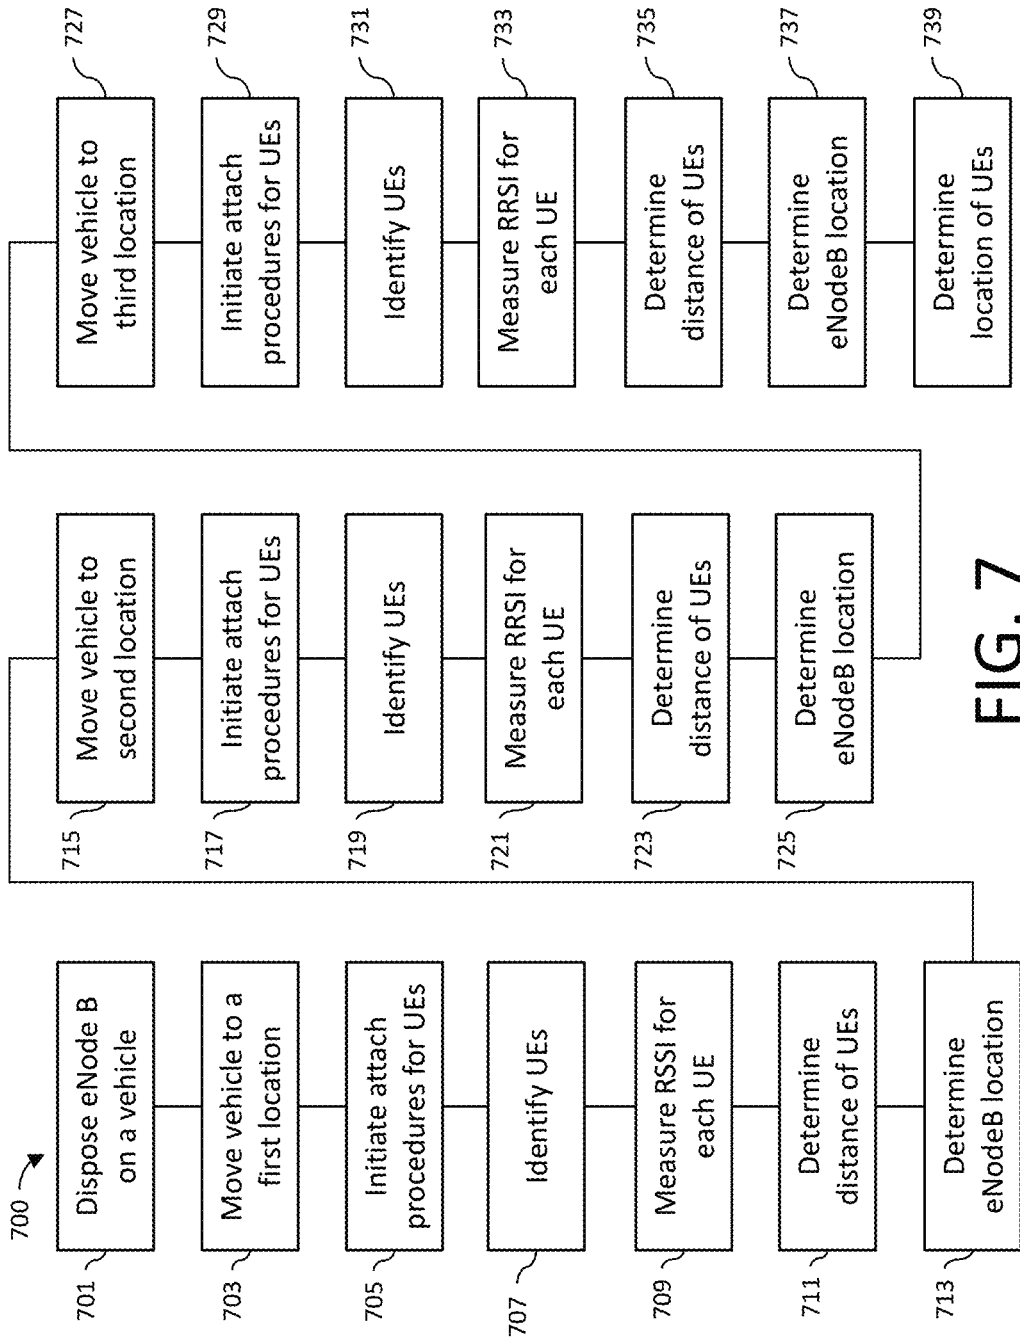 700
701
Dispose eNode B
on a vehicle
703
Move vehicle to a
first location
705
Initiate attach
procedures for UEs
707
Identify UEs
709
Measure RSSI for
each UE
711
Determine
distance of UEs
713
Determine
eNodeB location
715
Move vehicle to
second location
717
Initiate attach
procedures for UEs
719
Identify UEs
721
Measure RRSI for
each UE
723
Determine
distance of UEs
725
Determine
eNodeB location
727
Move vehicle to
third location
729
Initiate attach
procedures for UEs
731
Identify UEs
733
Measure RRSI for
each UE
735
Determine
distance of UEs
737
Determine
eNodeB location
739
Determine
location of UEs
FIG. 7